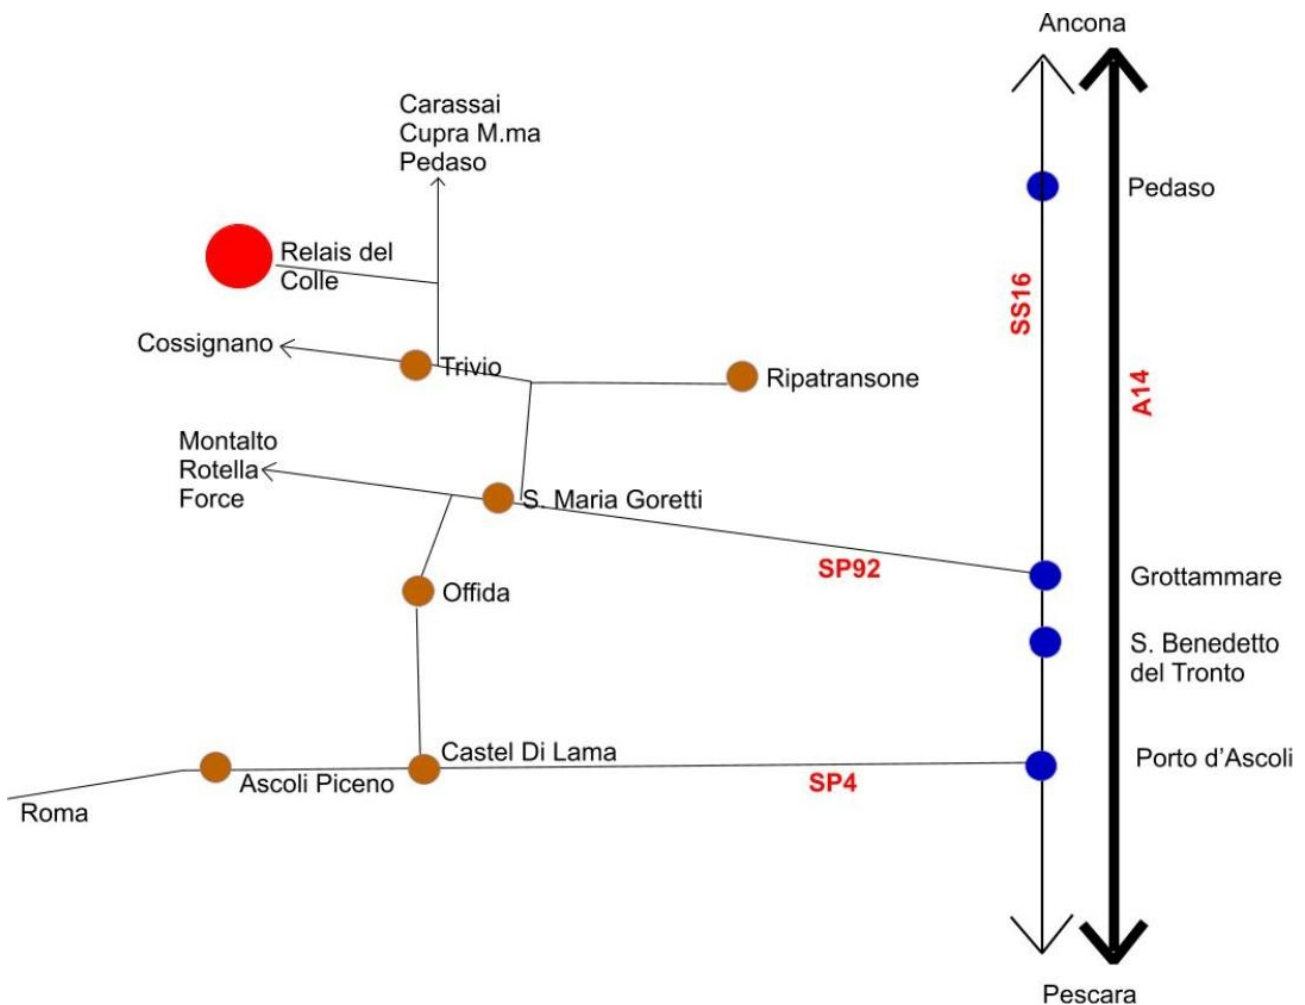 Ancona
Carassai
Cupra M.ma
Pedaso
Pedaso
Relais del
Colle
SS16
Cossignano
Trivio
Ripatransone
A14
Montalto
Rotella
Force
S. Maria Goretti
SP92
Grottammare
Offida
S. Benedetto
del Tronto
Castel Di Lama
Porto d'Ascoli
Ascoli Piceno
SP4
Roma
Pescara